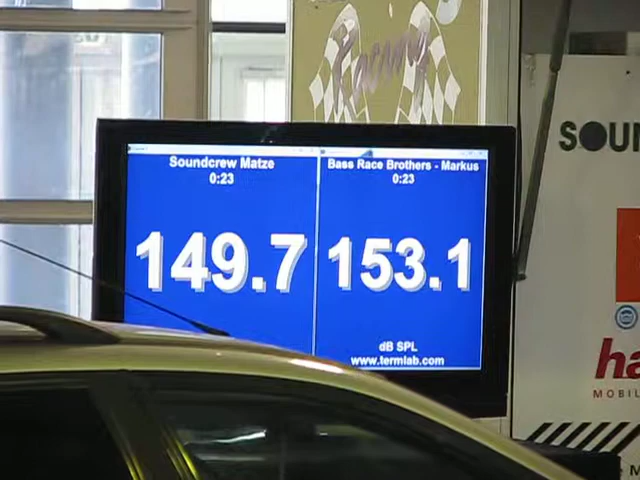 Racing
Soundcrew Matze
0:23
149.7
Bass Race Brothers - Markus
0:23
153.1
dB SPL
www.termlab.com
SOUN
ha
MOBIL